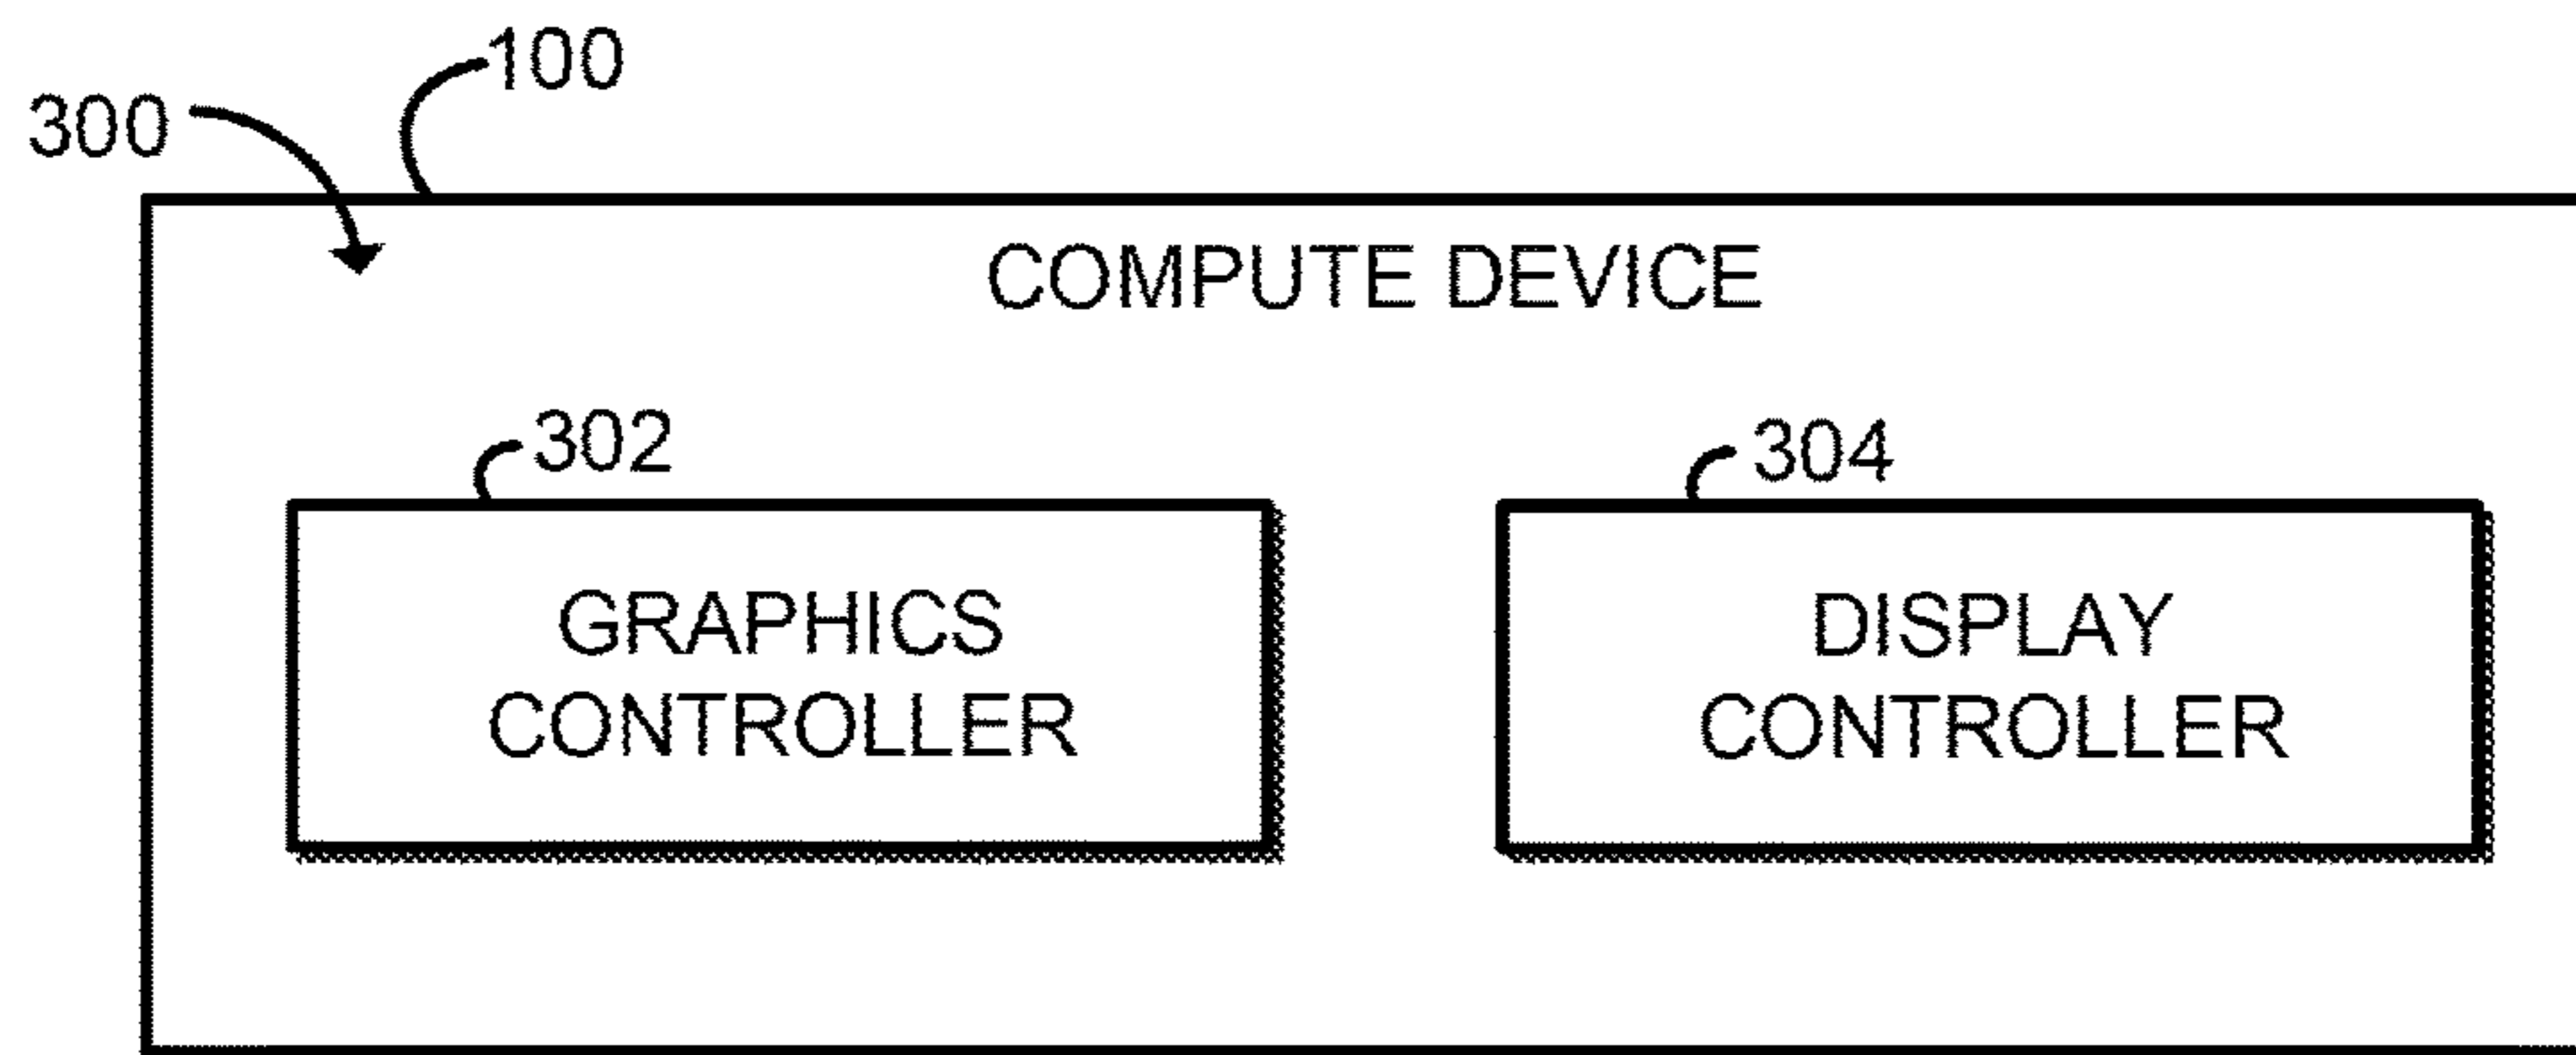 100
300
COMPUTE DEVICE
302
304
GRAPHICS
CONTROLLER
DISPLAY
CONTROLLER